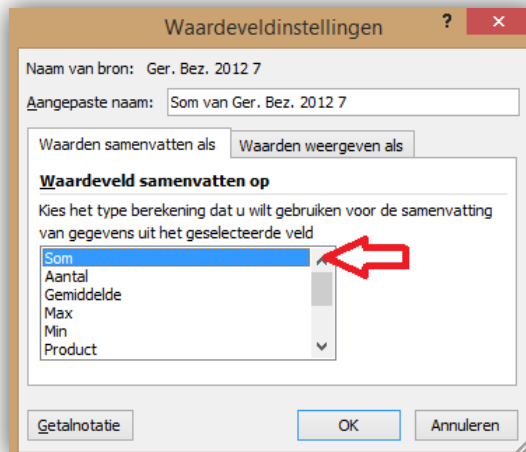 Waardeveldinstellingen
?
×
Naam van bron: Ger. Bez. 2012 7
Aangepaste naam: Som van Ger. Bez. 2012 7
Waarden samenvatten als
Waarden weergeven als
Waardeveld samenvatten op
Kies het type berekening dat u wilt gebruiken voor de samenvatting
van gegevens uit het geselecteerde veld
Som
Aantal
Gemiddelde
Max
Min
Product
Getalnotatie
OK
Annuleren